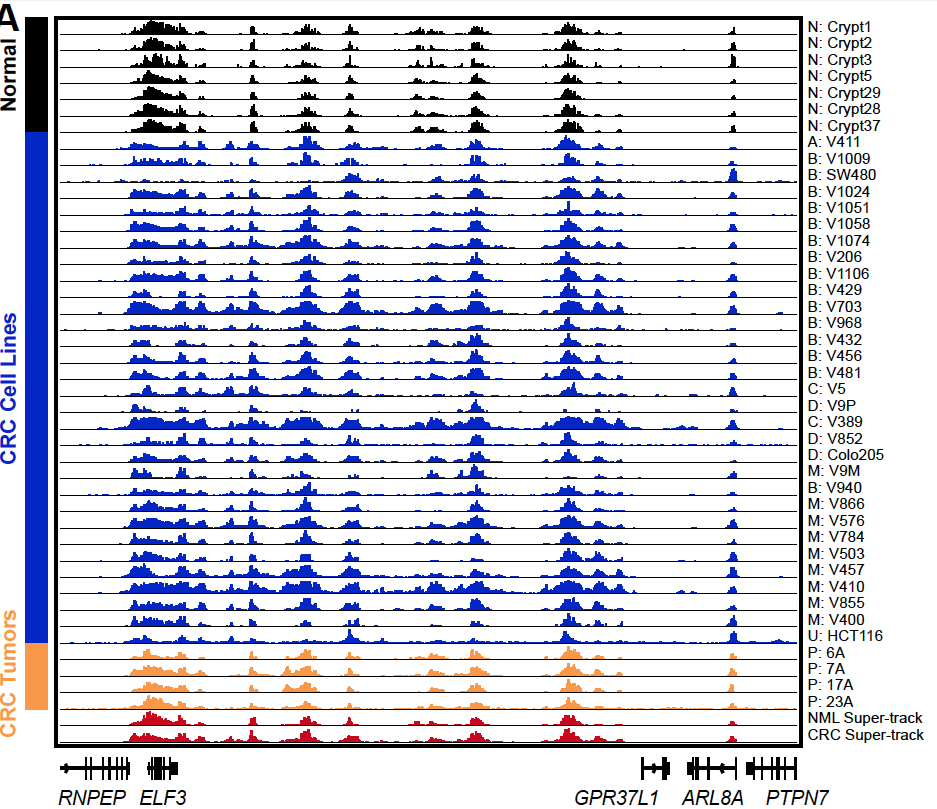 A
Normal
CRC Cell Lines
CRC Tumors
N: Crypt1
N: Crypt2
N: Crypt3
N: Crypt5
N: Crypt29
N: Crypt28
N: Crypt37
A: V411
B: V1009
B: SW480
B: V1024
B: V1051
B: V1058
B: V1074
B: V206
B: V1106
B: V429
B: V703
B: V968
B: V432
B: V456
B: V481
C: V5
D: V9P
C: V389
D: V852
D: Colo205
M: V9M
B: V940
M: V866
M: V576
M: V784
M: V503
M: V457
M: V410
M: V855
M: V400
U: HCT116
P: 6A
P: 7A
P: 17A
P: 23A
NML Super-track
CRC Super-track
RNPEP ELF3 GPR37L1 ARL8A PTPN7